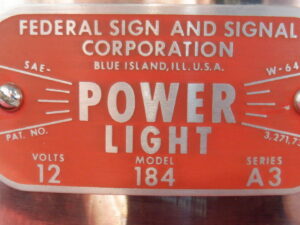 FEDERAL SIGN AND SIGNAL
CORPORATION
BLUE ISLAND, ILL. U.S.A.
SAE- W-64
POWER
LIGHT
PAT. NO. 3,271,7
VOLTS MODEL SERIES
12 184 A3